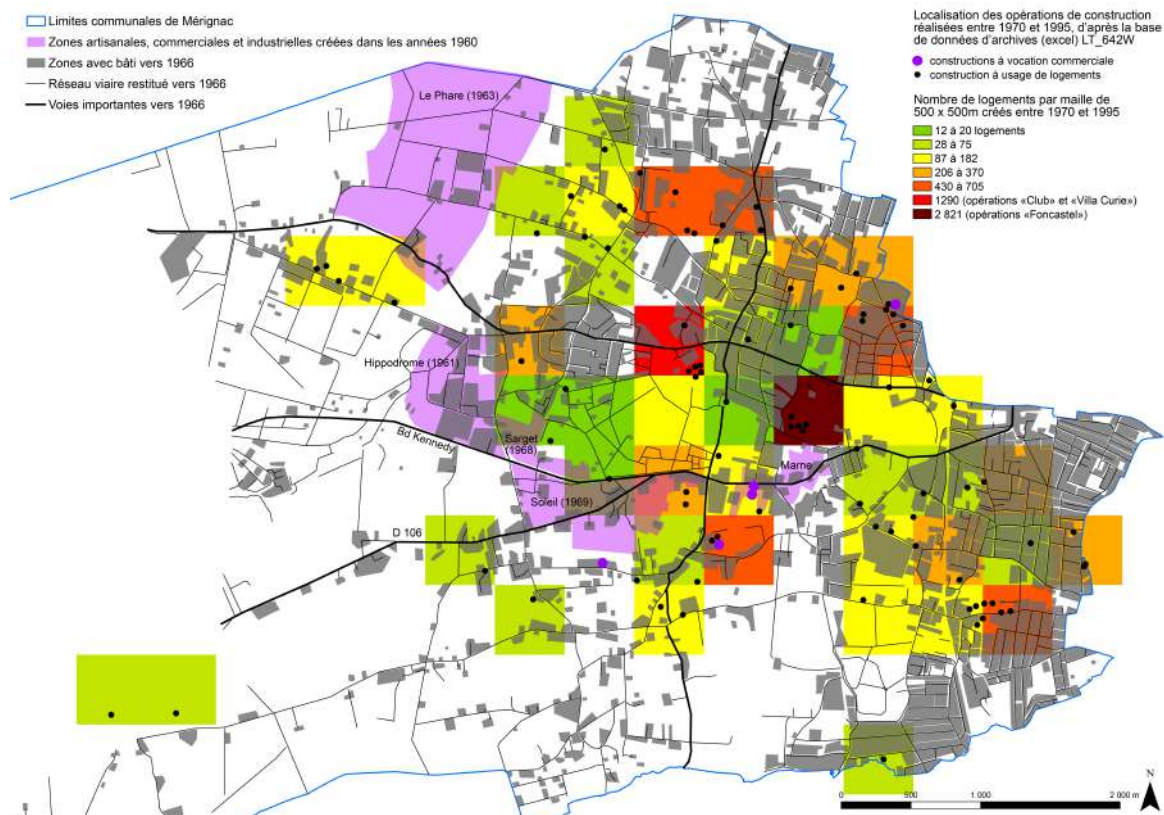 Limites communales de Mérignac
Zones artisanales, commerciales et industrielles créées dans les années 1960
Zones avec bâti vers 1966
Réseau viaire restitué vers 1966
Voies importantes vers 1966
Localisation des opérations de construction
réalisées entre 1970 et 1995, d'après la base
de données d'archives (excel) LT_642W
constructions à vocation commerciale
construction à usage de logements
Nombre de logements par maille de
500 x 500m créés entre 1970 et 1995
12 à 20 logements
28 à 75
87 à 182
206 à 370
430 à 705
1290 (opérations «Club» et «Villa Curie»)
2 821 (opérations «Foncastel»)
Le Phare (1963)
Hippodrome (1961)
Bd Kennedy
Sarget
(1968)
Marne
Soleil (1969)
D 106
N
0
500
1 000
2 000 m